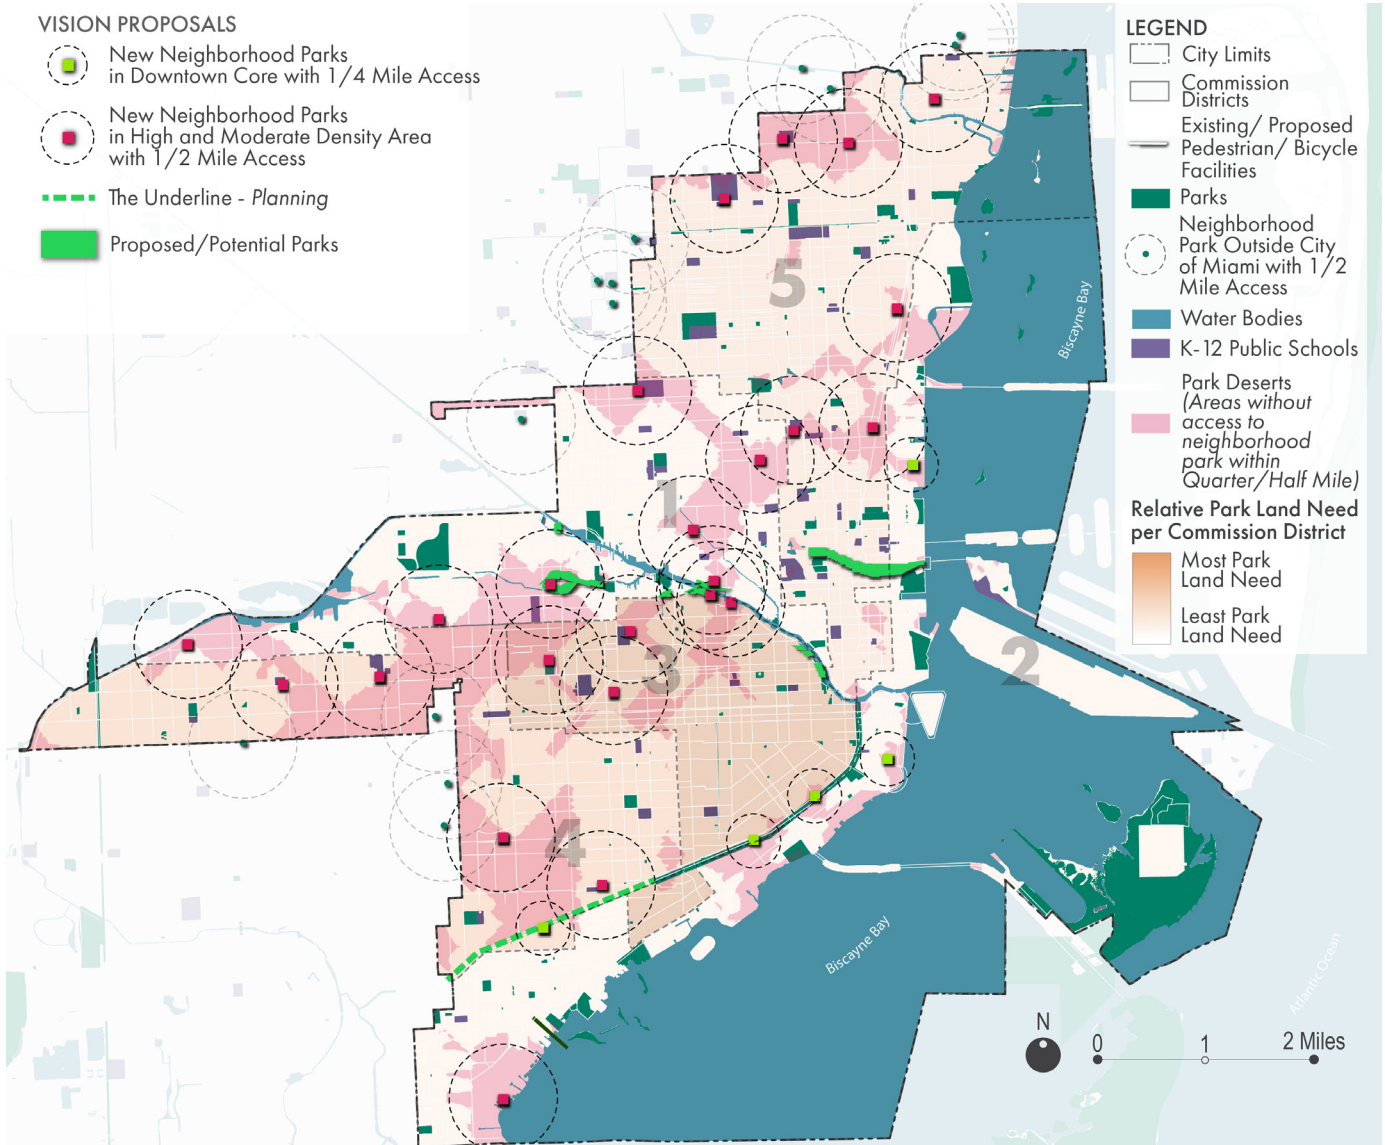 VISION PROPOSALS
New Neighborhood Parks
in Downtown Core with 1/4 Mile Access
New Neighborhood Parks
in High and Moderate Density Area
with 1/2 Mile Access
The Underline - Planning
Proposed/Potential Parks
LEGEND
City Limits
Commission
Districts
Existing/ Proposed
Pedestrian/ Bicycle
Facilities
Parks
Neighborhood
Park Outside City
of Miami with 1/2
Mile Access
Water Bodies
K-12 Public Schools
Park Deserts
(Areas without
access to
neighborhood
park within
Quarter/Half Mile)
Relative Park Land Need
per Commission District
Most Park
Land Need
Least Park
Land Need
5
Biscayne Bay
1
3
2
4
Biscayne Bay
Atlantic Ocean
N
0
1
2 Miles